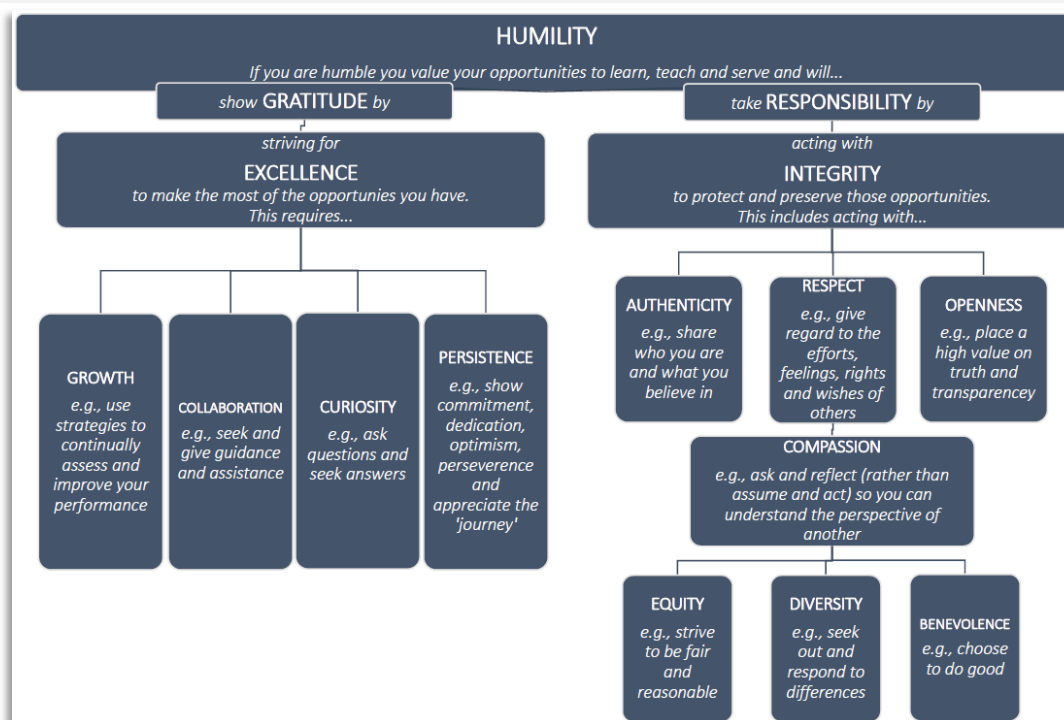 HUMILITY
If you are humble you value your opportunities to learn, teach and serve and will...
show GRATITUDE by
striving for
EXCELLENCE
to make the most of the opportunies you have.
This requires...
GROWTH
e.g., use
strategies to
continually
assess and
improve your
performance
COLLABORATION
e.g., seek and
give guidance
and assistance
CURIOSITY
e.g., ask
questions and
seek answers
PERSISTENCE
e.g., show
commitment,
dedication,
optimism,
perseverence
and
appreciate the
'journey'
take RESPONSIBILITY by
acting with
INTEGRITY
to protect and preserve those opportunities.
This includes acting with...
AUTHENTICITY
e.g., share
who you are
and what you
believe in
RESPECT
e.g., give
regard to the
efforts,
feelings, rights
and wishes of
others
OPENNESS
e.g., place a
high value on
truth and
transparencey
COMPASSION
e.g., ask and reflect (rather than
assume and act) so you can
understand the perspective of
another
EQUITY
e.g., strive
to be fair
and
reasonable
DIVERSITY
e.g., seek
out and
respond to
differences
BENEVOLENCE
e.g., choose
to do good